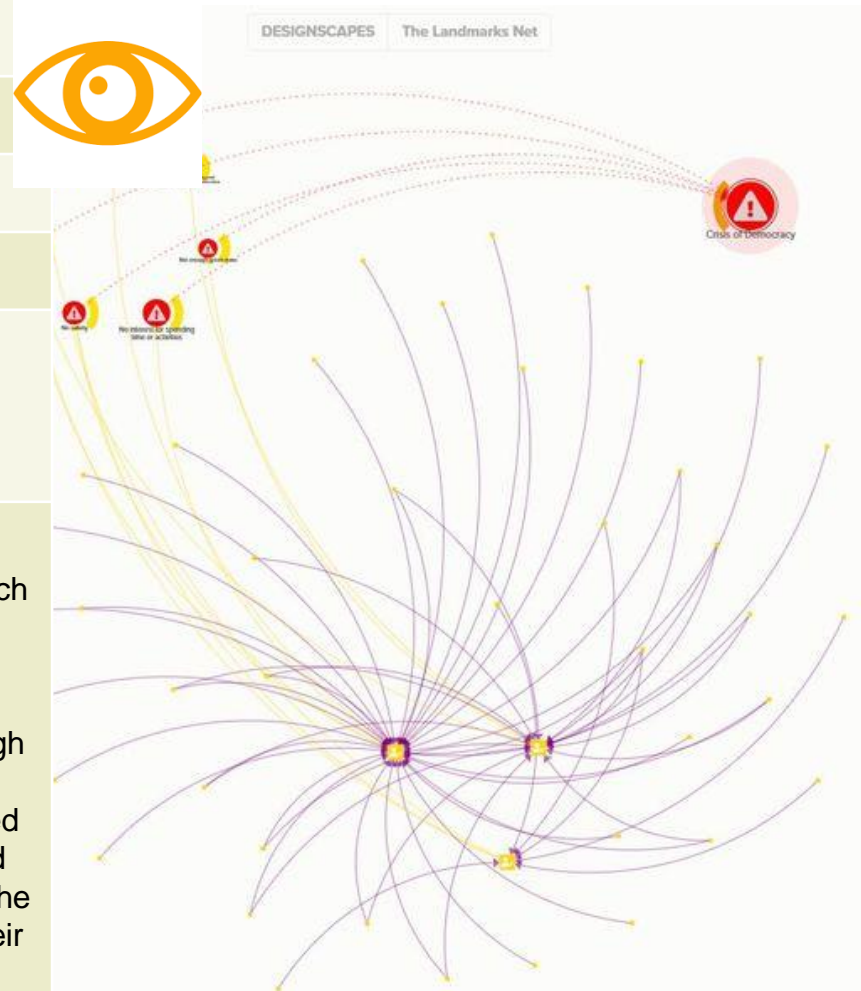 DESIGNSCAPES The Landmarks Net
Crisis of Democracy
No safety
No interest for spending
time or activities
ch
gh
ed
d
he
eir